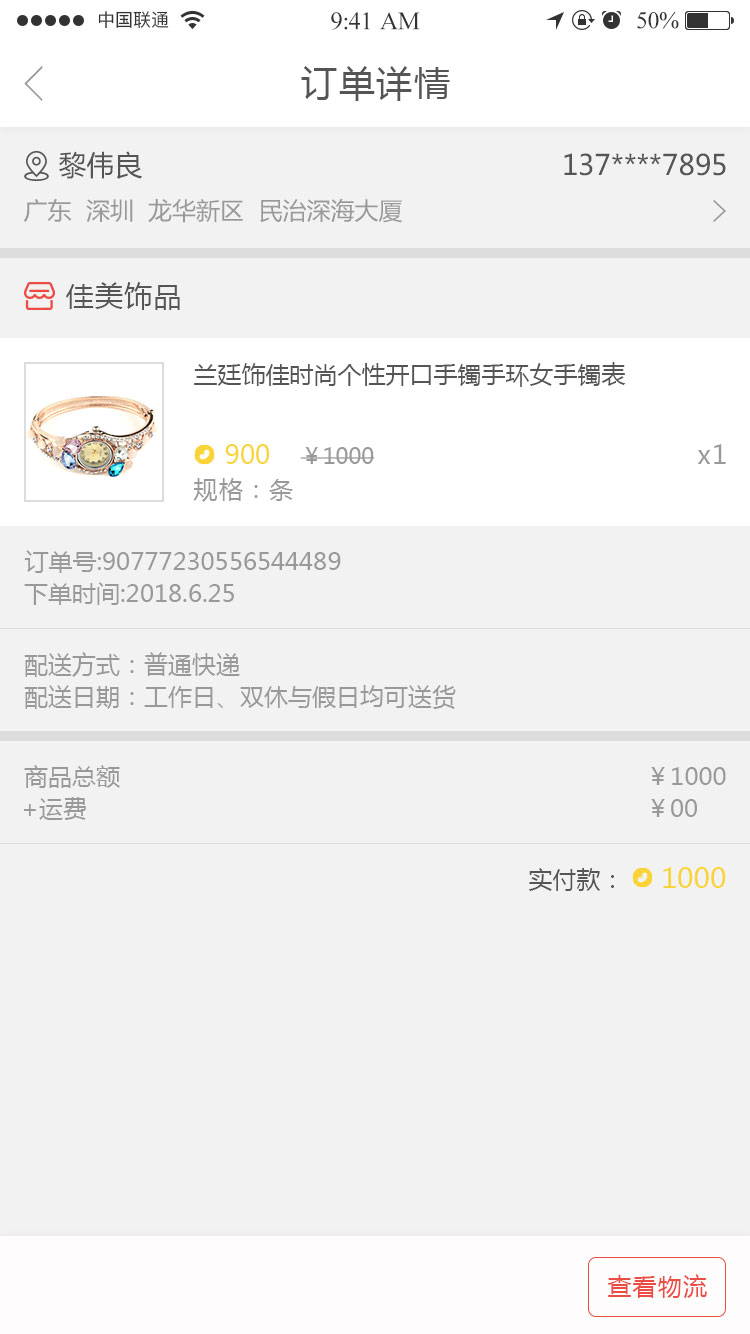 中国联通 9:41 AM 50%
订单详情
黎伟良 137****7895
广东 深圳 龙华新区 民治深海大厦
佳美饰品
兰廷饰佳时尚个性开口手镯手环女手镯表
900 ¥1000 x1
规格：条
订单号:90777230556544489
下单时间:2018.6.25
配送方式：普通快递
配送日期：工作日、双休与假日均可送货
商品总额 ¥1000
+运费 ¥00
实付款： 1000
查看物流